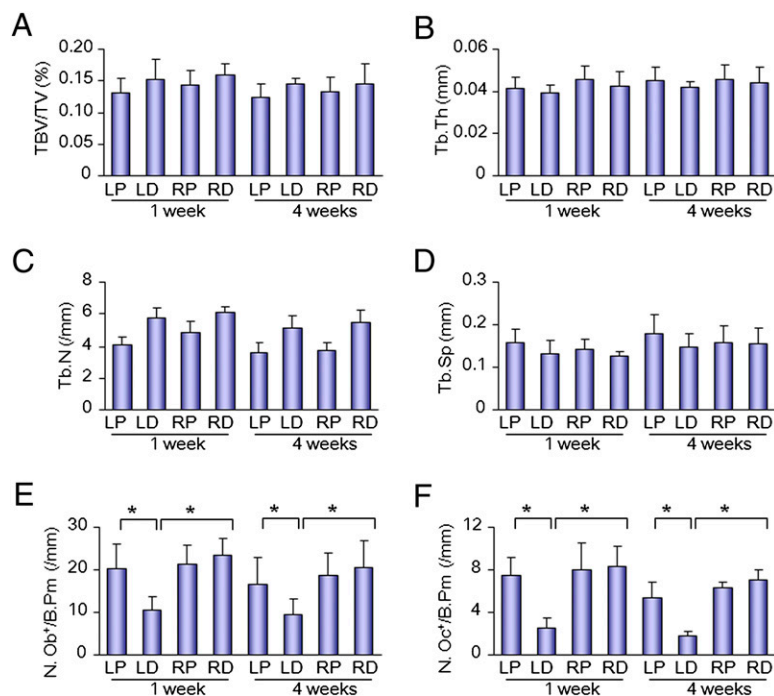 A
TBV/TV (%)
0.20
0.15
0.10
0.05
0
LP LD RP RD LP LD RP RD
1 week 4 weeks
B
Tb.Th (mm)
0.06
0.04
0.02
0
LP LD RP RD LP LD RP RD
1 week 4 weeks
C
Tb.N (/mm)
8
6
4
2
0
LP LD RP RD LP LD RP RD
1 week 4 weeks
D
Tb.Sp (mm)
0.3
0.2
0.1
0
LP LD RP RD LP LD RP RD
1 week 4 weeks
E
N. Ob⁺/B.Pm (/mm)
* * * *
30
20
10
0
LP LD RP RD LP LD RP RD
1 week 4 weeks
F
N. Oc⁺/B.Pm (/mm)
* * * *
12
8
4
0
LP LD RP RD LP LD RP RD
1 week 4 weeks